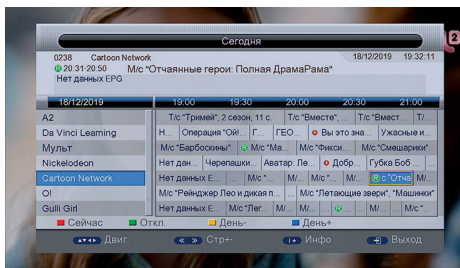 Сегодня
2
0238 Cartoon Network 18/12/2019 19:32:11
R 20:31-20:50 М/с "Отчаянные герои: Полная ДрамаРама"
Нет данных EPG
18/12/2019 19:00 19:30 20:00 20:30 21:00
A2 Т/с "Тримей", 2 сезон, 11 с. Т/с "Вместе", ... Т/с "Вмест... Т/...
Da Vinci Learning Н... Операция "Ой!... Г... ГЕО... Вы это зна... Ужасные и...
Мульт М/с "Барбоскины". R М/с "Ма... М/с "Фикси... М/с "Смешарики".
Nickelodeon Нет дан... Черепашки... Аватар: Ле... Добр... Губка Боб ...
Cartoon Network Нет данных E... М/с "... М/с "... М/... R с "Отча М/...
O! М/с "Рейнджер Лео и дикая п... М/с "Летающие звери", "Машинки"
Gulli Girl Нет данных E... М/с "Лег... М/... М/... R ... М/... М/с "...
Сейчас Откл. День- День+
Двиг. Стр+- i+ Инфо Выход